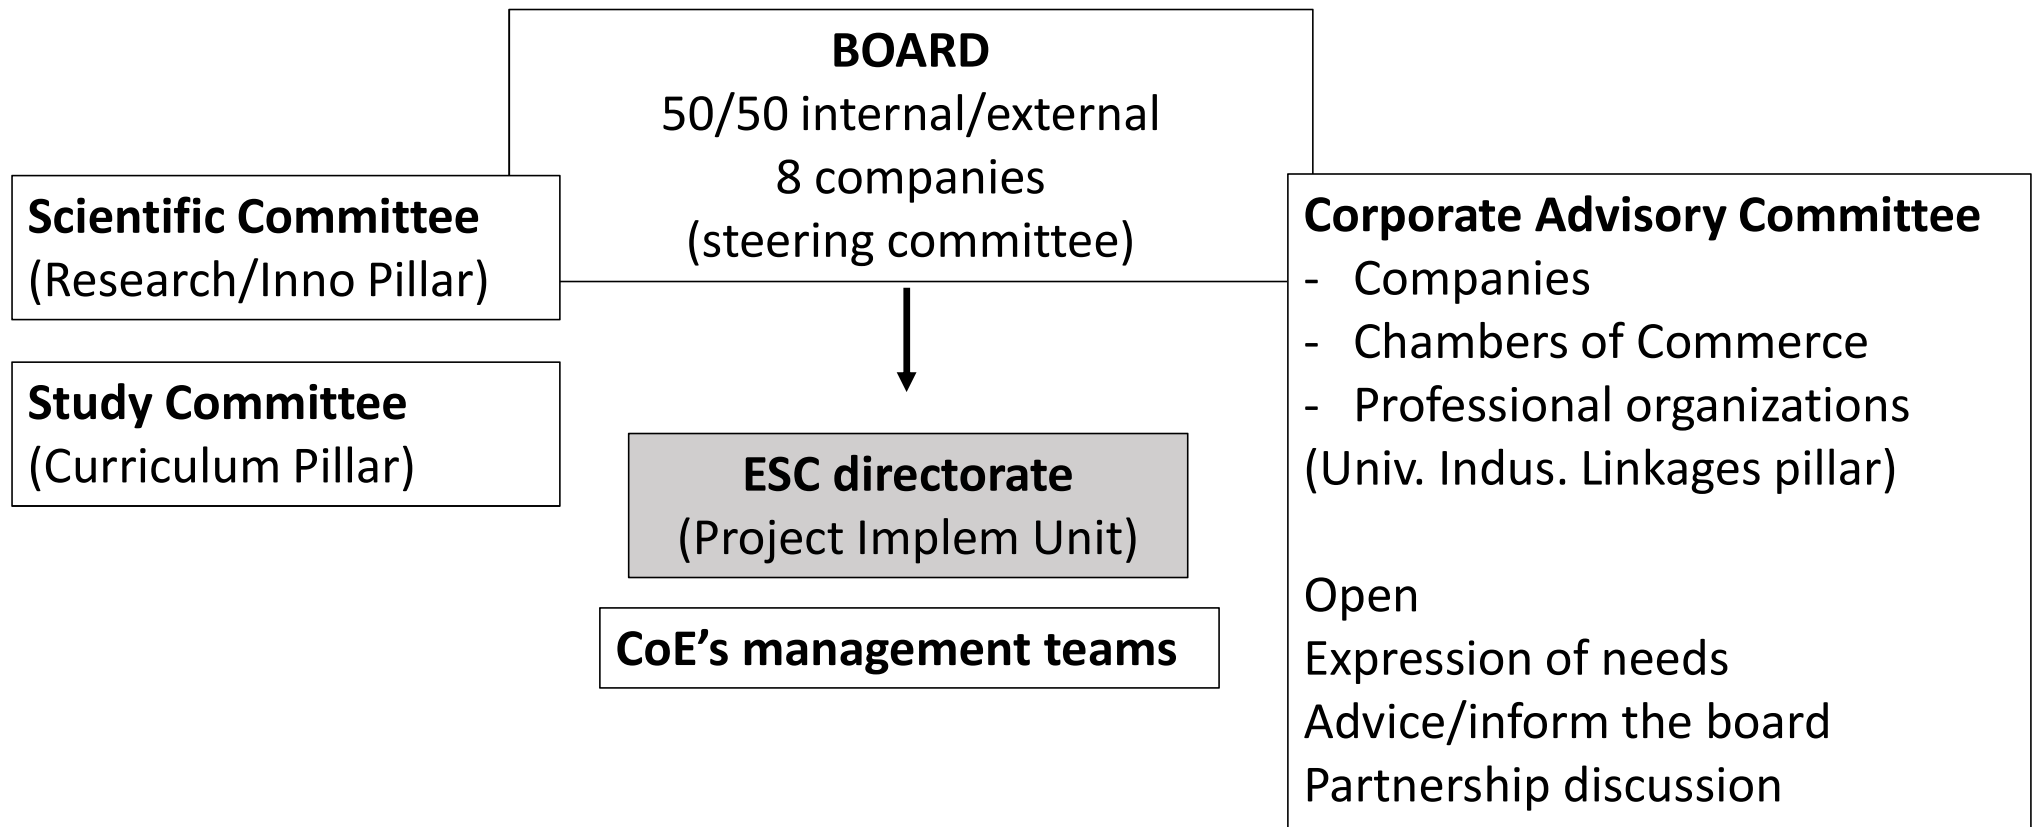 BOARD
50/50 internal/external
8 companies
(steering committee)
Scientific Committee
(Research/Inno Pillar)
Study Committee
(Curriculum Pillar)
ESC directorate
(Project Implem Unit)
CoE’s management teams
Corporate Advisory Committee
- Companies
- Chambers of Commerce
- Professional organizations
(Univ. Indus. Linkages pillar)
Open
Expression of needs
Advice/inform the board
Partnership discussion